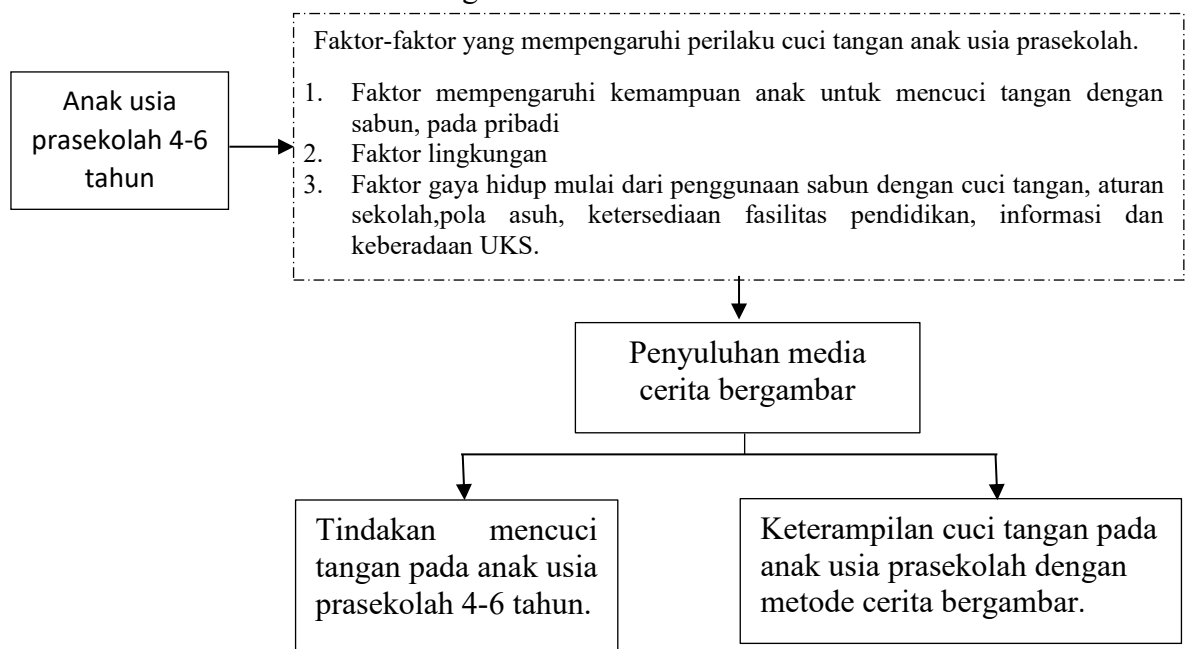 Faktor-faktor yang mempengaruhi perilaku cuci tangan anak usia prasekolah.
Anak usia
prasekolah 4-6
tahun
1. Faktor mempengaruhi kemampuan anak untuk mencuci tangan dengan
sabun, pada pribadi
2. Faktor lingkungan
3. Faktor gaya hidup mulai dari penggunaan sabun dengan cuci tangan, aturan
sekolah,pola asuh, ketersediaan fasilitas pendidikan, informasi dan
keberadaan UKS.
Penyuluhan media
cerita bergambar
Tindakan mencuci
tangan pada anak usia
prasekolah 4-6 tahun.
Keterampilan cuci tangan pada
anak usia prasekolah dengan
metode cerita bergambar.